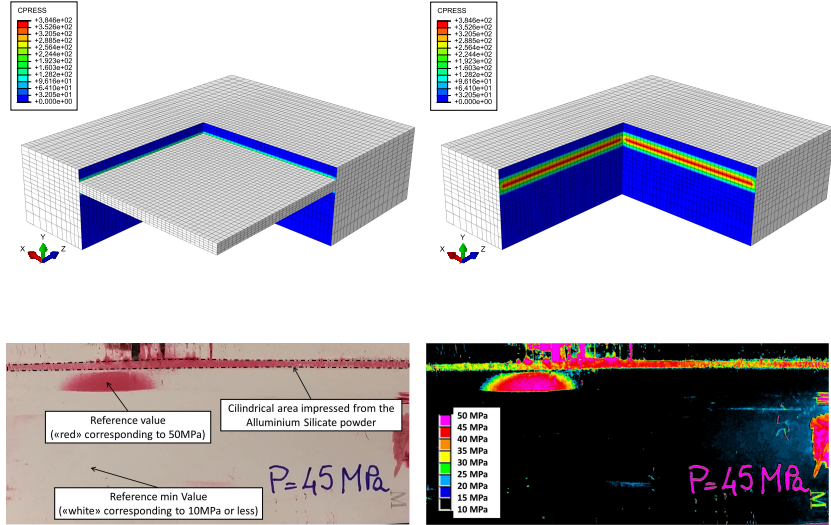 CPRESS
+3.846e+02
+3.526e+02
+3.205e+02
+2.885e+02
+2.564e+02
+2.244e+02
+1.923e+02
+1.603e+02
+1.282e+02
+9.616e+01
+6.410e+01
+3.205e+01
+0.000e+00
Y
X Z
CPRESS
+3.846e+02
+3.526e+02
+3.205e+02
+2.885e+02
+2.564e+02
+2.244e+02
+1.923e+02
+1.603e+02
+1.282e+02
+9.616e+01
+6.410e+01
+3.205e+01
+0.000e+00
Y
X Z
Reference value
(«red» corresponding to 50MPa)
Cilindrical area impressed from the
Alluminium Silicate powder
Reference min Value
(«white» corresponding to 10MPa or less)
P=45 MPa
M
50 MPa
45 MPa
40 MPa
35 MPa
30 MPa
25 MPa
20 MPa
15 MPa
10 MPa
P=45 MPa
M